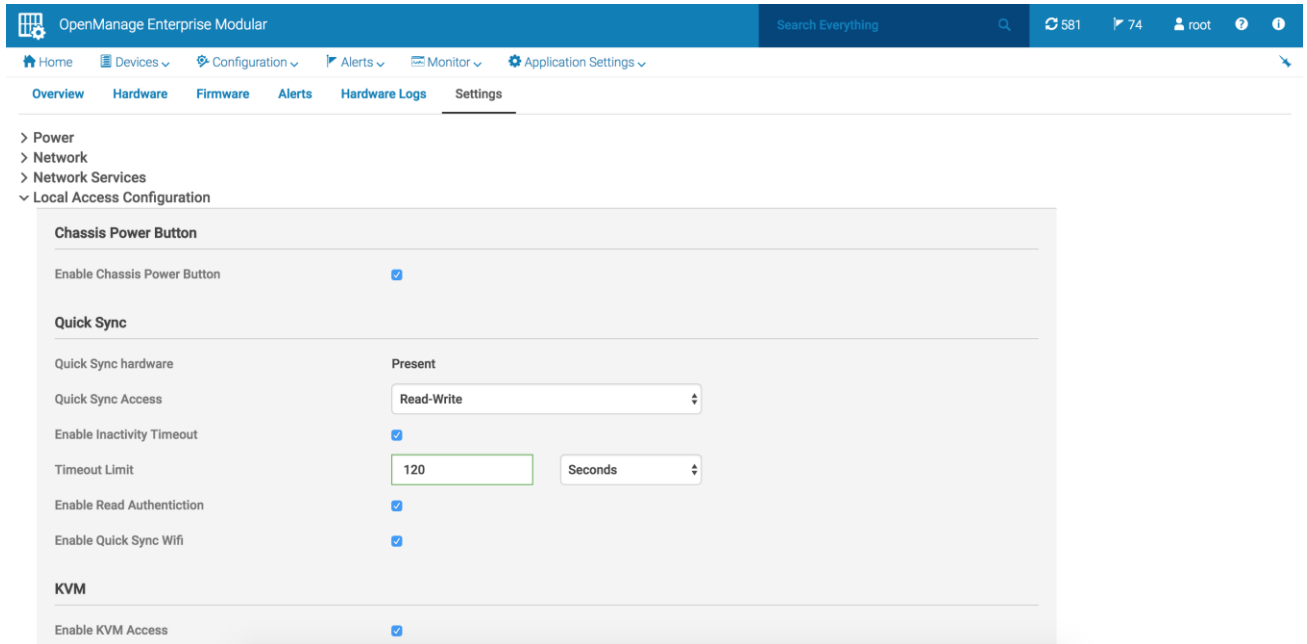 OpenManage Enterprise Modular
Search Everything
581
74
root
Home Devices Configuration Alerts Monitor Application Settings
Overview Hardware Firmware Alerts Hardware Logs Settings
Power
Network
Network Services
Local Access Configuration
Chassis Power Button
Enable Chassis Power Button
Quick Sync
Quick Sync hardware Present
Quick Sync Access Read-Write
Enable Inactivity Timeout
Timeout Limit 120 Seconds
Enable Read Authentiction
Enable Quick Sync Wifi
KVM
Enable KVM Access